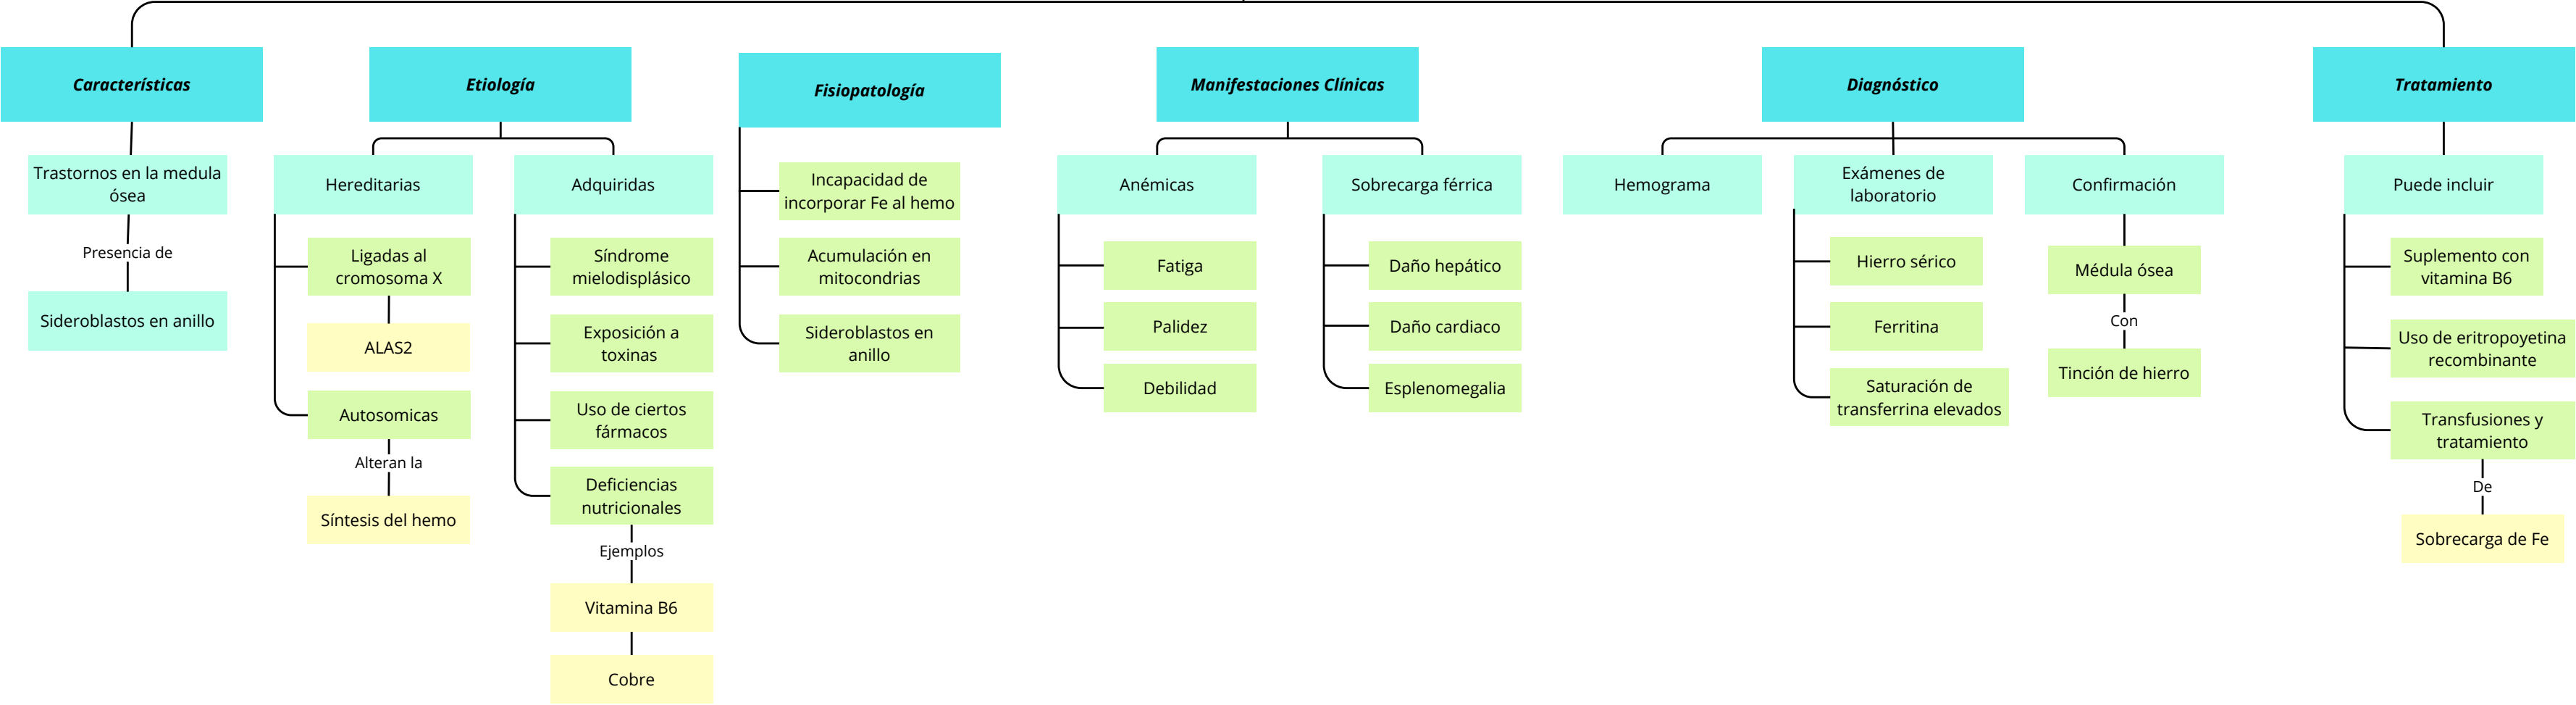 Características
Trastornos en la medula
ósea
Presencia de
Sideroblastos en anillo
Etiología
Hereditarias
Ligadas al
cromosoma X
ALAS2
Autosomicas
Alteran la
Síntesis del hemo
Adquiridas
Síndrome
mielodisplásico
Exposición a
toxinas
Uso de ciertos
fármacos
Deficiencias
nutricionales
Ejemplos
Vitamina B6
Cobre
Fisiopatología
Incapacidad de
incorporar Fe al hemo
Acumulación en
mitocondrias
Sideroblastos en
anillo
Manifestaciones Clínicas
Anémicas
Fatiga
Palidez
Debilidad
Sobrecarga férrica
Daño hepático
Daño cardiaco
Esplenomegalia
Diagnóstico
Hemograma
Exámenes de
laboratorio
Hierro sérico
Ferritina
Saturación de
transferrina elevados
Confirmación
Médula ósea
Con
Tinción de hierro
Tratamiento
Puede incluir
Suplemento con
vitamina B6
Uso de eritropoyetina
recombinante
Transfusiones y
tratamiento
De
Sobrecarga de Fe